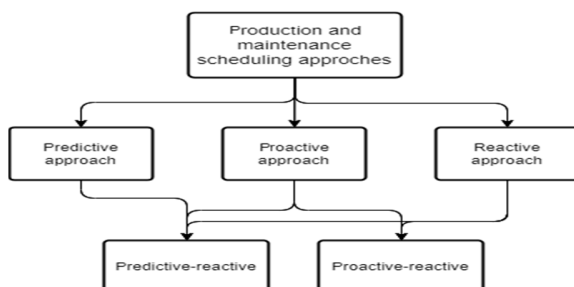 Production and
maintenance
scheduling approches
Predictive
approach
Proactive
approach
Reactive
approach
Predictive-reactive
Proactive-reactive